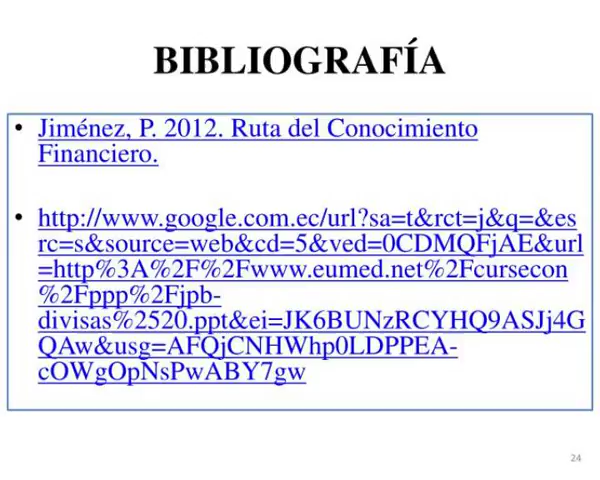 BIBLIOGRAFÍA
• Jiménez, P. 2012. Ruta del Conocimiento
Financiero.
• http://www.google.com.ec/url?sa=t&rct=j&q=&es
rc=s&source=web&cd=5&ved=0CDMQFjAE&url
=http%3A%2F%2Fwww.eumed.net%2Fcursecon
%2Fppp%2Fjpb-
divisas%2520.ppt&ei=JK6BUNzRCYHQ9ASJj4G
QAw&usg=AFQjCNHWhp0LDPPEA-
cOWgOpNsPwABY7gw
24